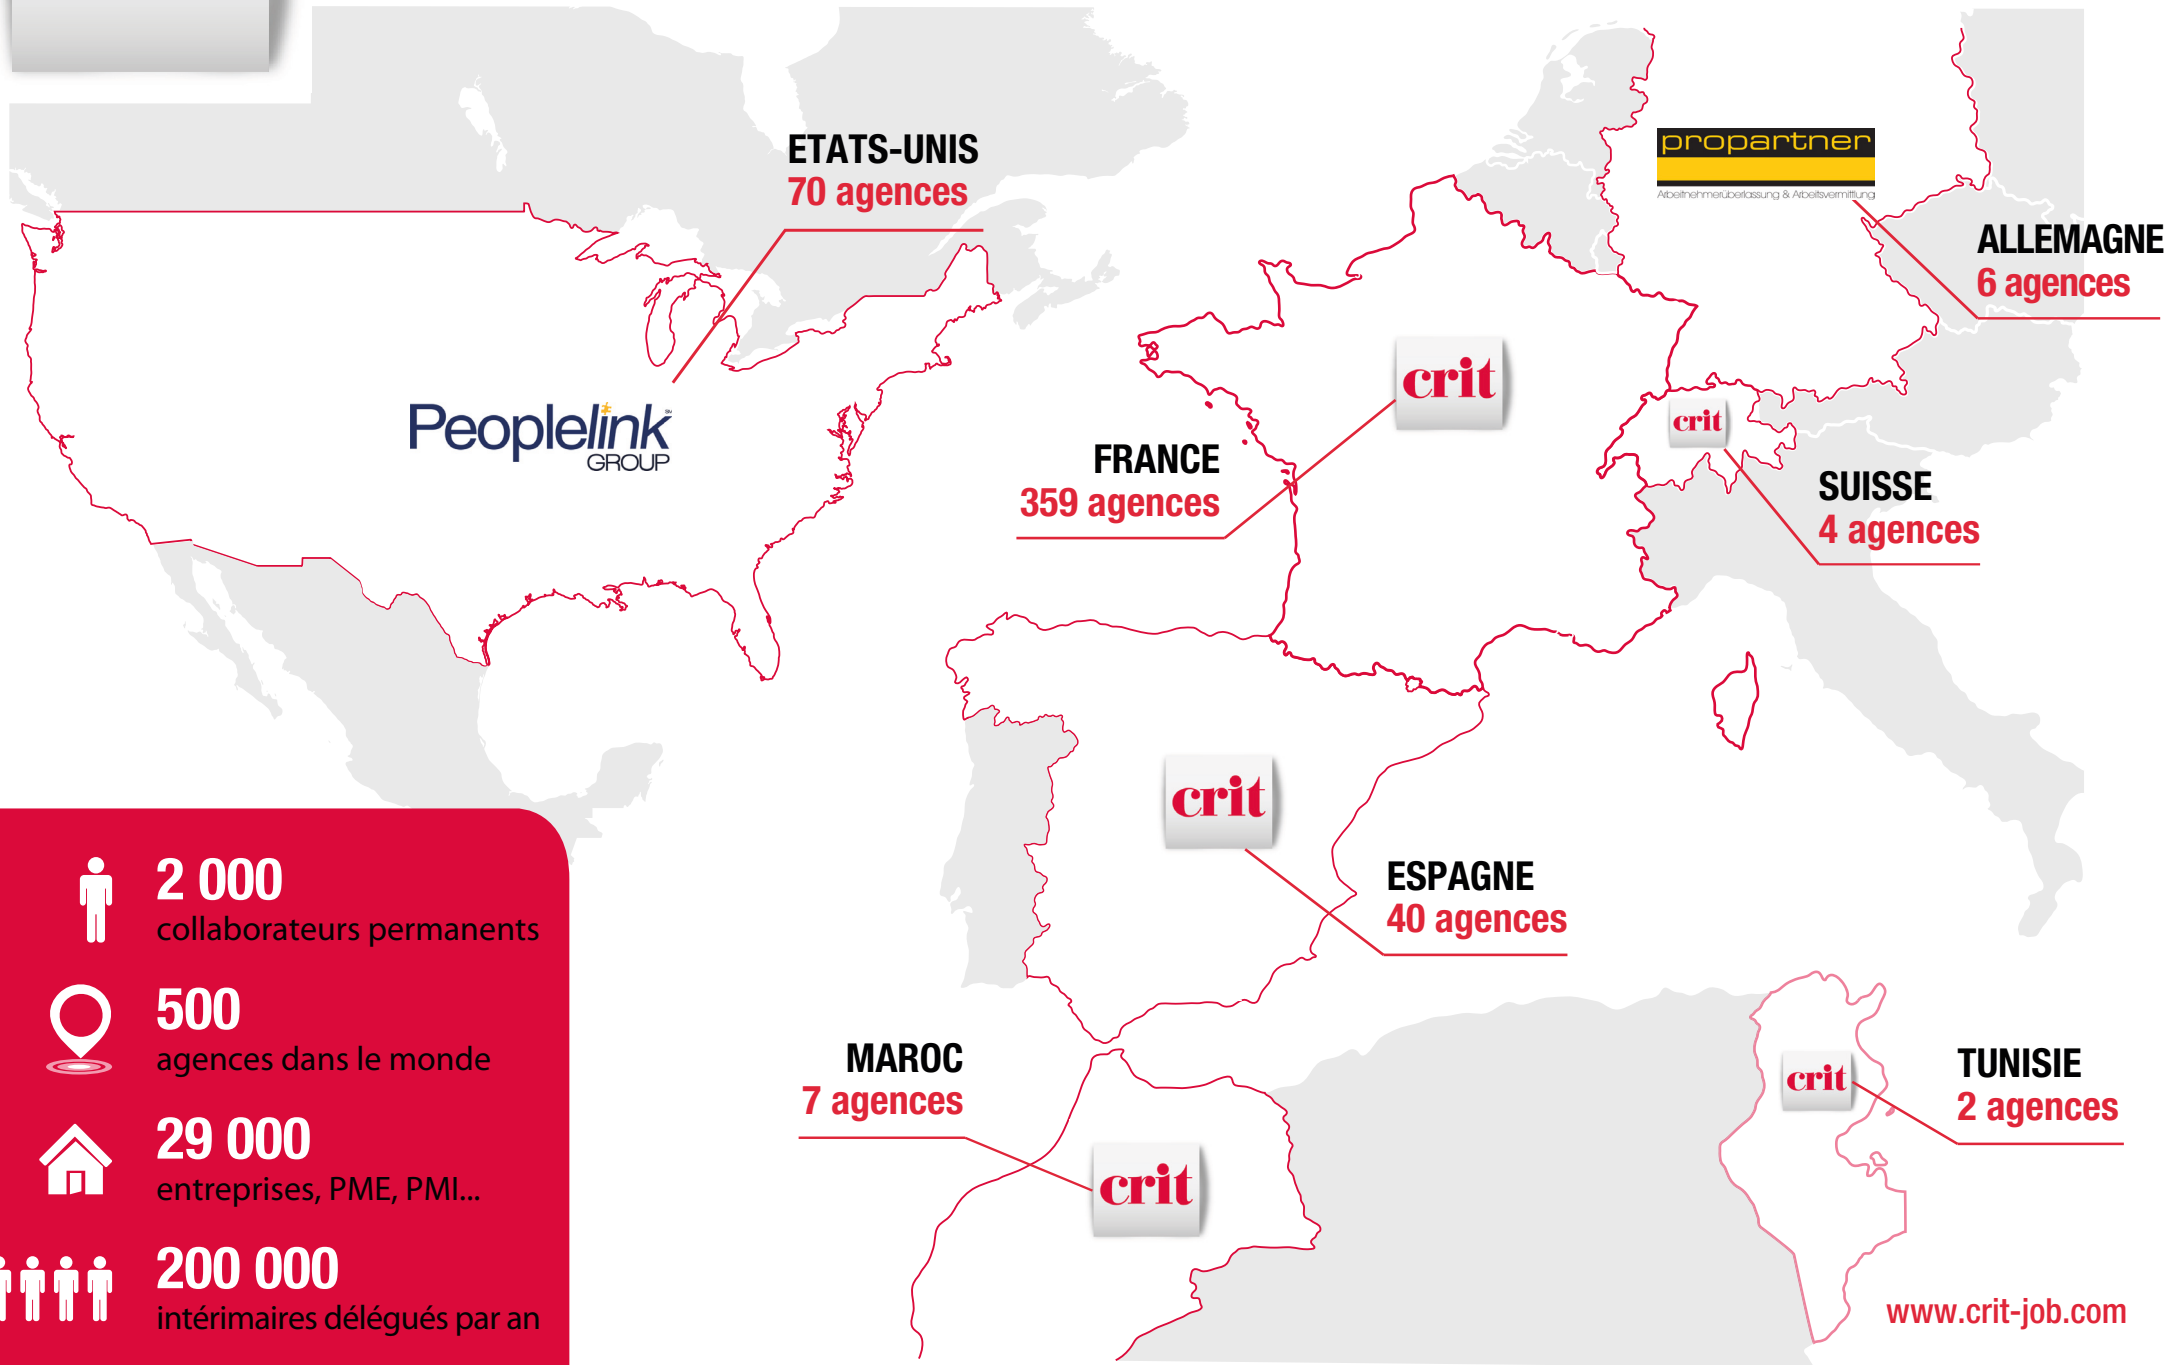 ETATS-UNIS
70 agences
propartner
Arbeitnehmerüberlassung & Arbeitsvermittlung
ALLEMAGNE
6 agences
crit
Peoplelink
GROUP
crit
FRANCE
359 agences
SUISSE
4 agences
crit
ESPAGNE
40 agences
MAROC
7 agences
crit
TUNISIE
2 agences
crit
2 000
collaborateurs permanents
500
agences dans le monde
29 000
entreprises, PME, PMI...
200 000
intérimaires délégués par an
www.crit-job.com